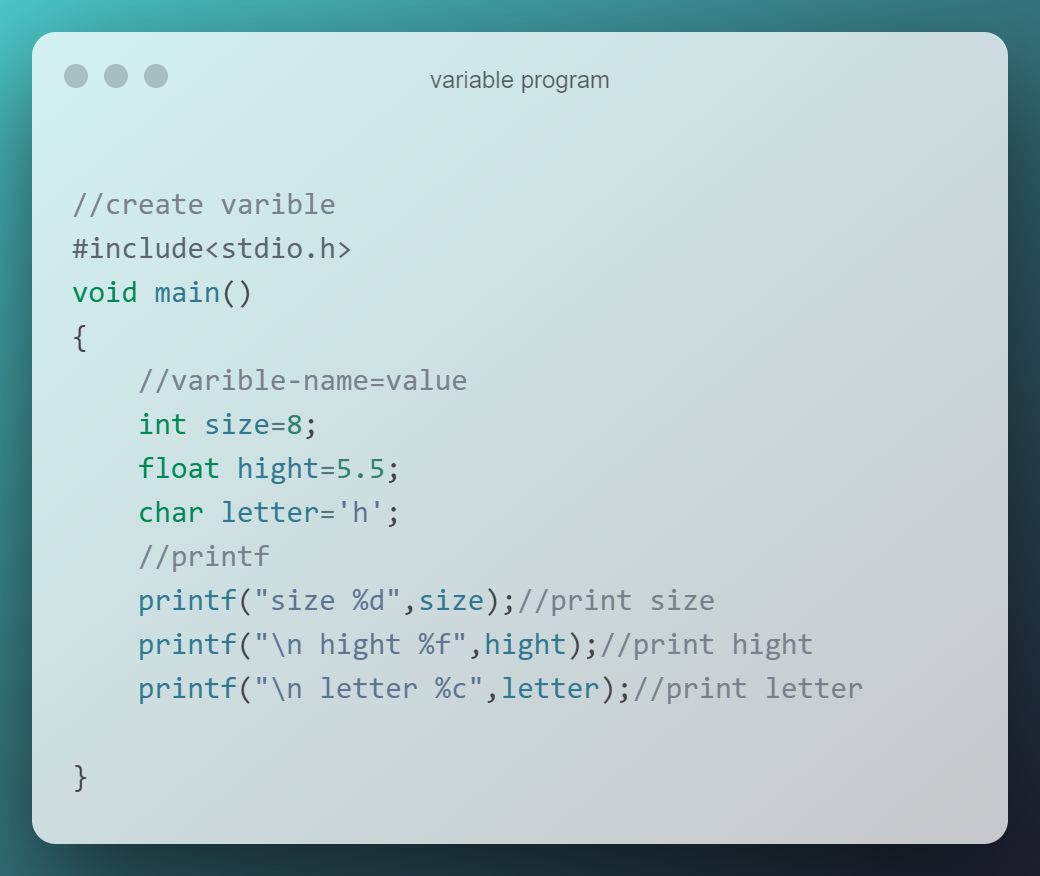 variable program
//create varible
#include<stdio.h>
void main()
{
    //varible-name=value
    int size=8;
    float hight=5.5;
    char letter='h';
    //printf
    printf("size %d",size);//print size
    printf("\n hight %f",hight);//print hight
    printf("\n letter %c",letter);//print letter
}